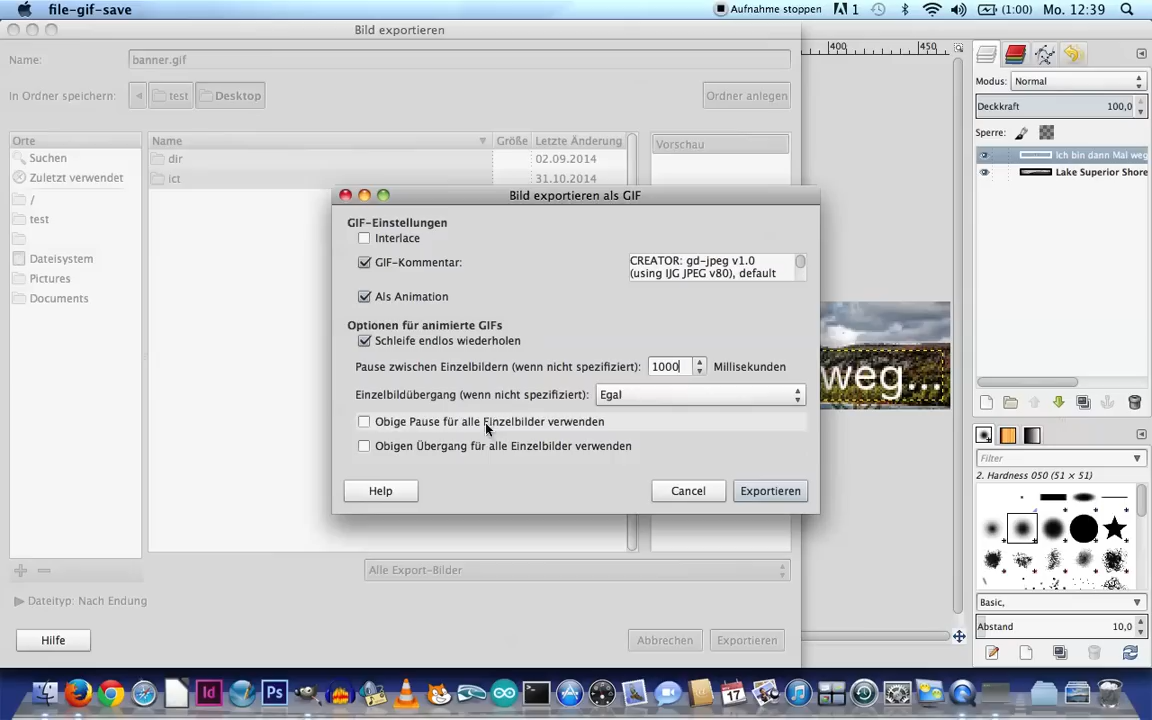 file-gif-save
Aufnahme stoppen
1
(1:00)
Mo. 12:39
Bild exportieren
Name:
banner.gif
In Ordner speichern:
test
Desktop
Ordner anlegen
Orte
Name
Größe
Letzte Änderung
Vorschau
Suchen
dir
02.09.2014
Zuletzt verwendet
ict
31.10.2014
/
test
Dateisystem
Pictures
Documents
Bild exportieren als GIF
GIF-Einstellungen
Interlace
GIF-Kommentar:
CREATOR: gd-jpeg v1.0
(using IJG JPEG v80), default
Als Animation
Optionen für animierte GIFs
Schleife endlos wiederholen
Pause zwischen Einzelbildern (wenn nicht spezifiziert):
1000
Millisekunden
Einzelbildübergang (wenn nicht spezifiziert):
Egal
Obige Pause für alle Einzelbilder verwenden
Obigen Übergang für alle Einzelbilder verwenden
Help
Cancel
Exportieren
Alle Export-Bilder
Dateityp: Nach Endung
Hilfe
Abbrechen
Exportieren
400
450
weg...
Modus:
Normal
Deckkraft
100,0
Sperre:
Ich bin dann Mal weg
Lake Superior Shore
Filter
2. Hardness 050 (51 × 51)
Basic,
Abstand
10,0
Id
Ps
17